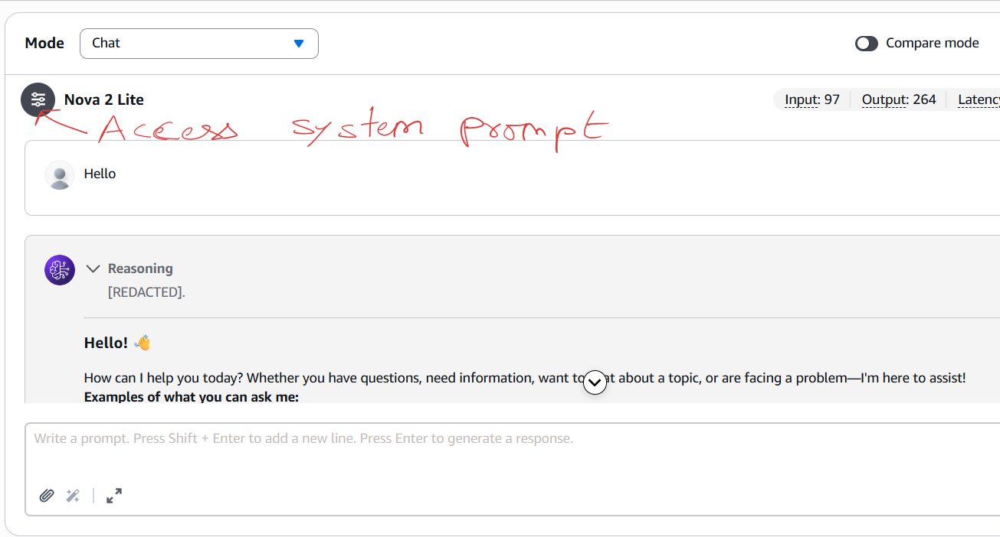 Mode Chat Compare mode
Nova 2 Lite Input: 97 Output: 264 Latency
Access system prompt
Hello
Reasoning
[REDACTED].
Hello! 👋
How can I help you today? Whether you have questions, need information, want to at about a topic, or are facing a problem—I'm here to assist!
Examples of what you can ask me:
Write a prompt. Press Shift + Enter to add a new line. Press Enter to generate a response.